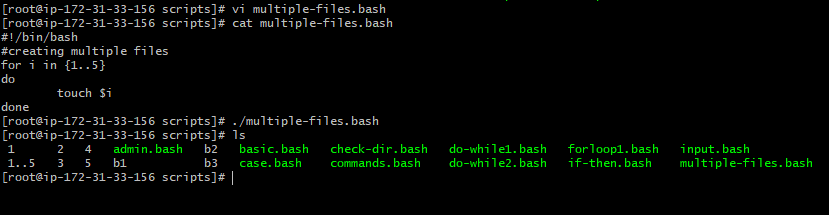 [root@ip-172-31-33-156 scripts]# vi multiple-files.bash
[root@ip-172-31-33-156 scripts]# cat multiple-files.bash
#!/bin/bash
#creating multiple files
for i in {1..5}
do
        touch $i
done
[root@ip-172-31-33-156 scripts]# ./multiple-files.bash
[root@ip-172-31-33-156 scripts]# ls
 1      2   4   admin.bash   b2   basic.bash   check-dir.bash   do-while1.bash   forloop1.bash   input.bash
 1..5   3   5   b1           b3   case.bash    commands.bash    do-while2.bash   if-then.bash    multiple-files.bash
[root@ip-172-31-33-156 scripts]#